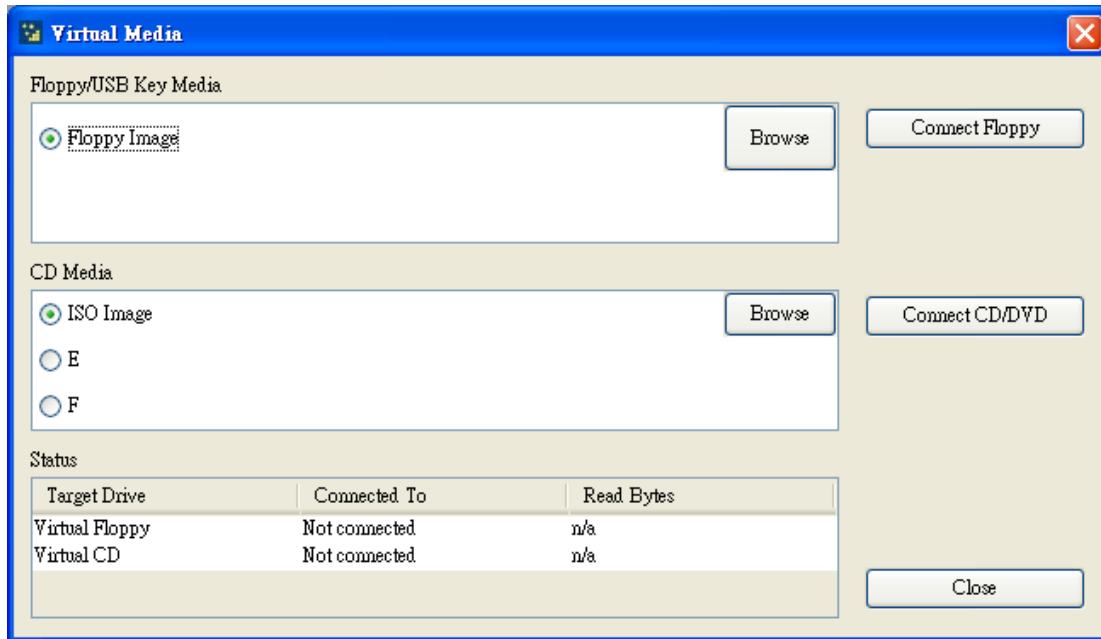 Virtual Media
Floppy/USB Key Media
Floppy Image
Browse
Connect Floppy
CD Media
ISO Image
Browse
Connect CD/DVD
E
F
Status
Target Drive Connected To Read Bytes
Virtual Floppy Not connected n/a
Virtual CD Not connected n/a
Close